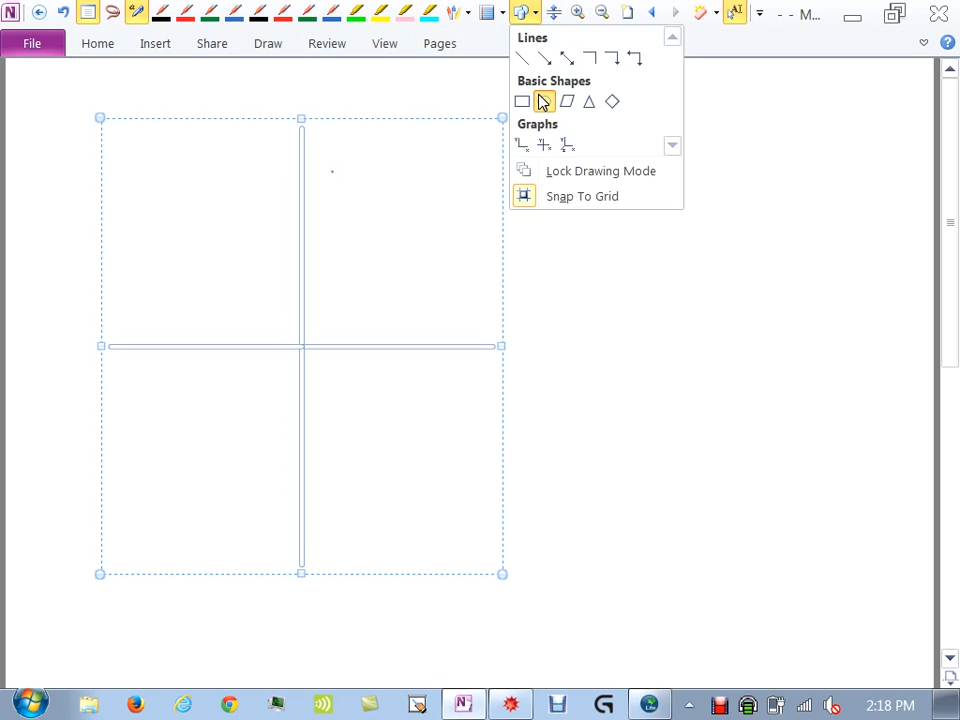 - - M...
File Home Insert Share Draw Review View Pages
Lines
Basic Shapes
Graphs
Lock Drawing Mode
Snap To Grid
2:18 PM